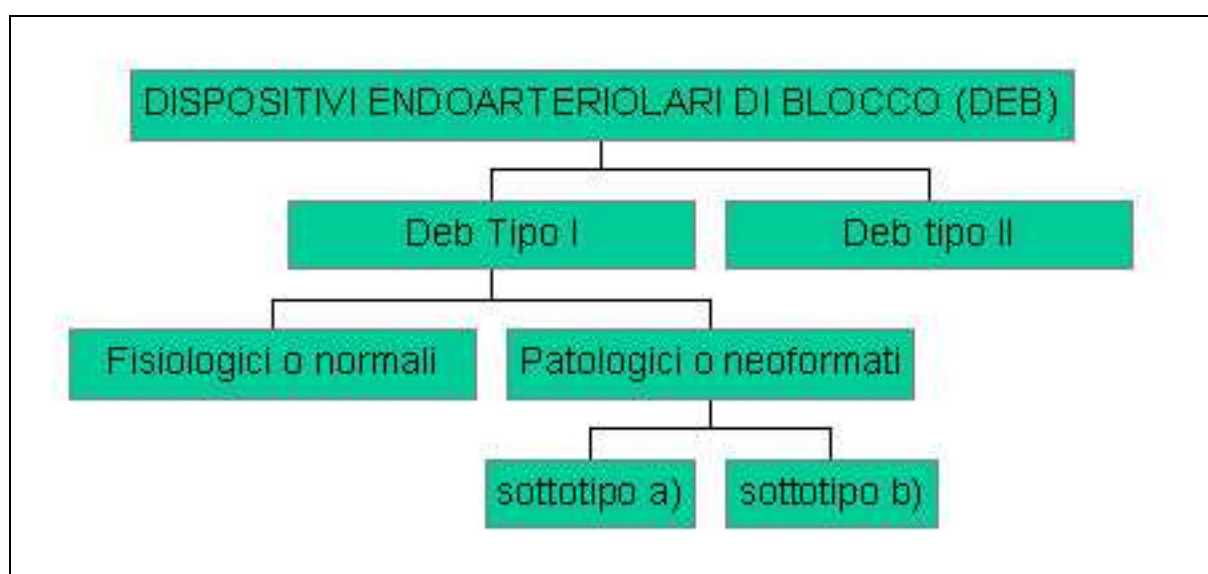 DISPOSITIVI ENDOARTERIOLARI DI BLOCCO (DEB)
Deb Tipo I
Deb tipo II
Fisiologici o normali
Patologici o neoformati
sottotipo a)
sottotipo b)